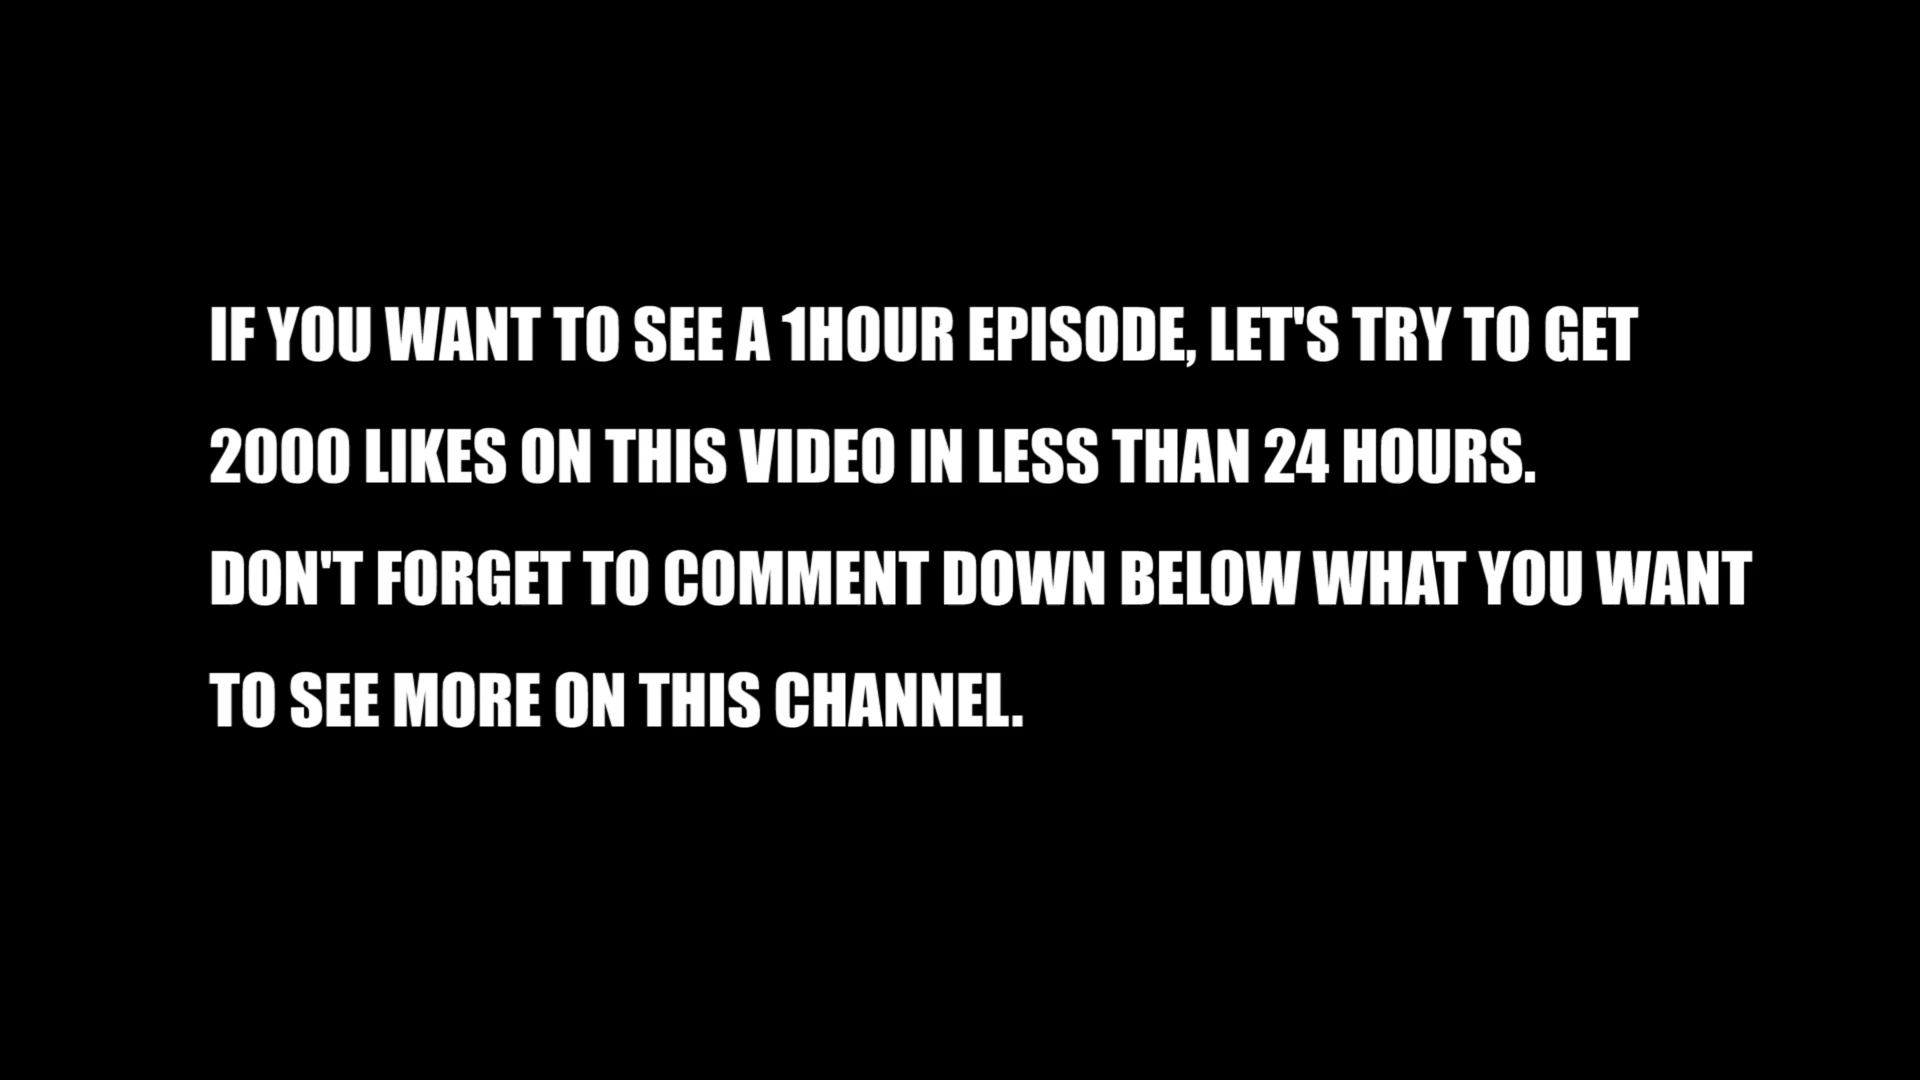 IF YOU WANT TO SEE A 1HOUR EPISODE, LET'S TRY TO GET
2000 LIKES ON THIS VIDEO IN LESS THAN 24 HOURS.
DON'T FORGET TO COMMENT DOWN BELOW WHAT YOU WANT
TO SEE MORE ON THIS CHANNEL.